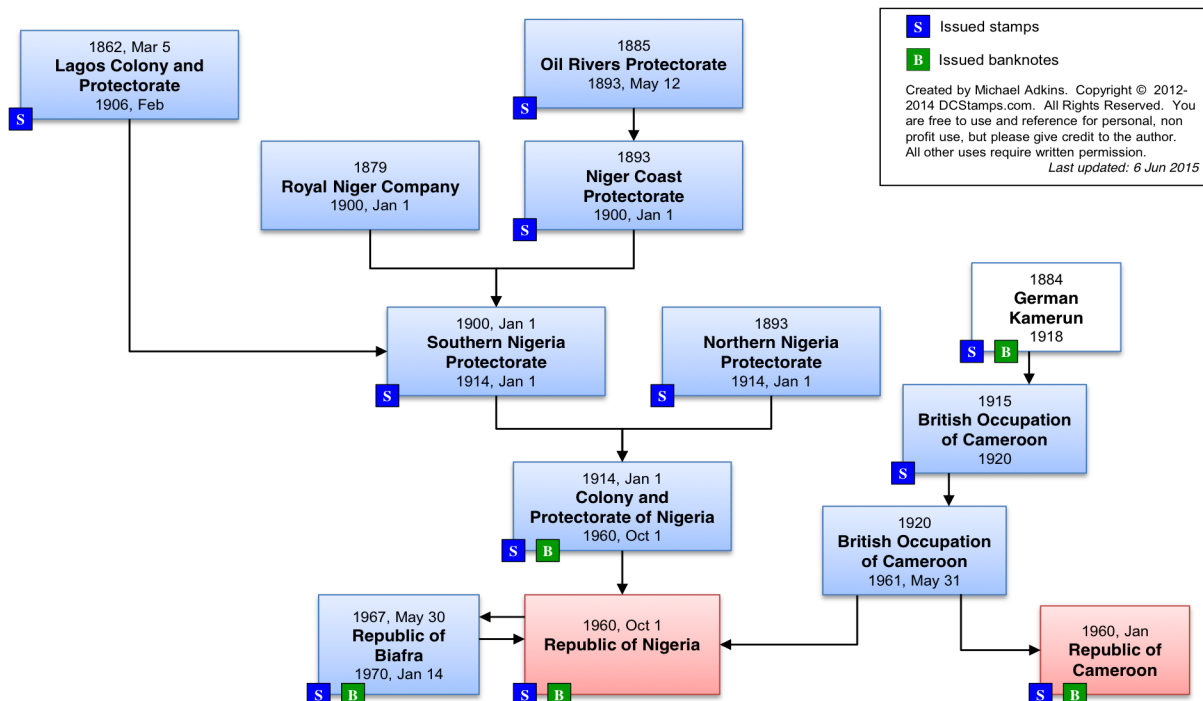 1862, Mar 5
Lagos Colony and
Protectorate
1906, Feb
S
1885
Oil Rivers Protectorate
1893, May 12
S
S Issued stamps
B Issued banknotes
Created by Michael Adkins. Copyright © 2012-
2014 DCStamps.com. All Rights Reserved. You
are free to use and reference for personal, non
profit use, but please give credit to the author.
All other uses require written permission.
Last updated: 6 Jun 2015
1879
Royal Niger Company
1900, Jan 1
1893
Niger Coast
Protectorate
1900, Jan 1
S
1884
German
Kamerun
1918
S B
1900, Jan 1
Southern Nigeria
Protectorate
1914, Jan 1
S
1893
Northern Nigeria
Protectorate
1914, Jan 1
S
1915
British Occupation
of Cameroon
1920
S
1914, Jan 1
Colony and
Protectorate of Nigeria
1960, Oct 1
S B
1920
British Occupation
of Cameroon
1961, May 31
1967, May 30
Republic of
Biafra
1970, Jan 14
S B
1960, Oct 1
Republic of Nigeria
S B
1960, Jan
Republic of
Cameroon
S B